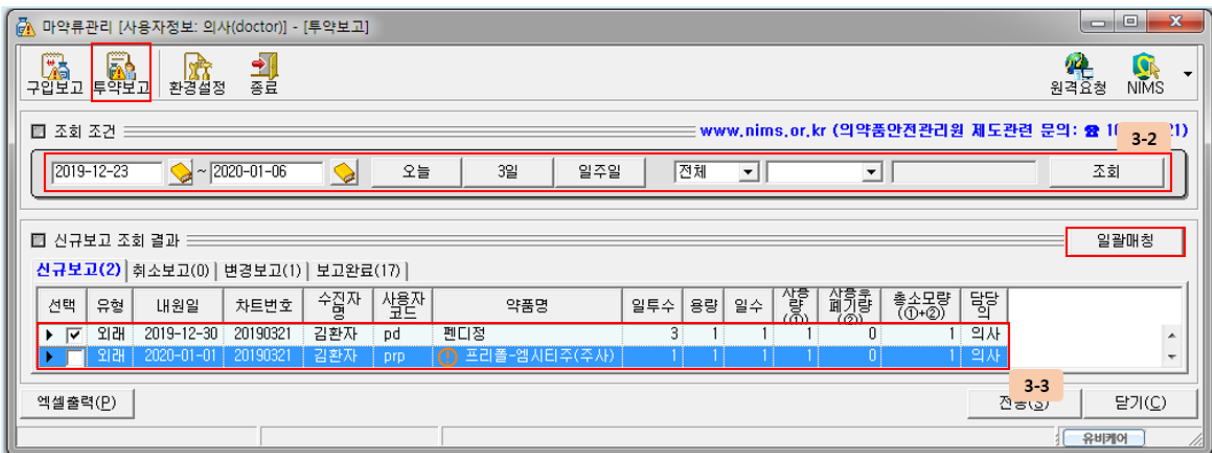 마약류관리 [사용자정보: 의사(doctor)] - [투약보고]
구입보고 투약보고 환경설정 종료 원격요청 NIMS
조회 조건 www.nims.or.kr (의약품안전관리원 제도관련 문의: ☎ 1 21)
3-2
2019-12-23 ~ 2020-01-06 오늘 3일 일주일 전체 조회
신규보고 조회 결과 일괄매칭
신규보고(2) 취소보고(0) 변경보고(1) 보고완료(17)
선택 유형 내원일 차트번호 수진자명 사용자코드 약품명 일투수 용량 일수 사용량(①) 사용후폐기량(②) 총소모량(①+②) 담당의
외래 2019-12-30 20190321 김환자 pd 펜디정 3 1 1 1 0 1 의사
외래 2020-01-01 20190321 김환자 prp 프리폴-엠시티주(주사) 1 1 1 1 0 1 의사
3-3
엑셀출력(P) 전송(S) 닫기(C)
유비케어